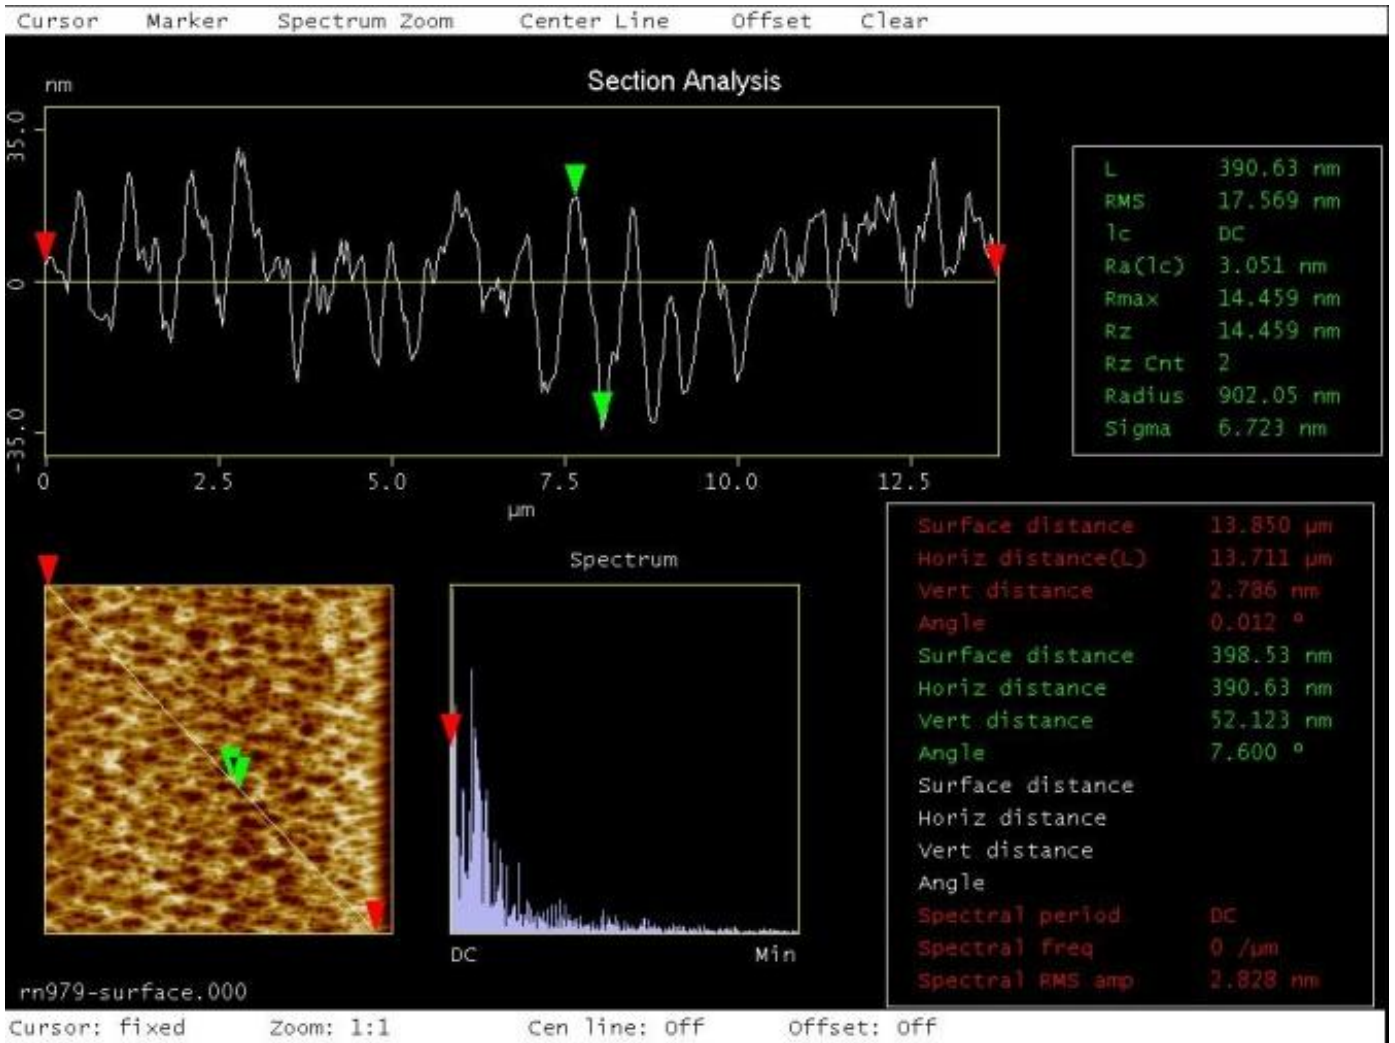 Cursor Marker Spectrum Zoom Center Line Offset Clear
Section Analysis
nm
35.0
0
-35.0
0 2.5 5.0 7.5 10.0 12.5
µm
L 390.63 nm
RMS 17.569 nm
lc DC
Ra(lc) 3.051 nm
Rmax 14.459 nm
Rz 14.459 nm
Rz Cnt 2
Radius 902.05 nm
Sigma 6.723 nm
Surface distance 13.850 µm
Horiz distance(L) 13.711 µm
Vert distance 2.786 nm
Angle 0.012 °
Surface distance 398.53 nm
Horiz distance 390.63 nm
Vert distance 52.123 nm
Angle 7.600 °
Surface distance
Horiz distance
Vert distance
Angle
Spectral period DC
Spectral freq 0 /µm
Spectral RMS amp 2.828 nm
Spectrum
DC Min
rn979-surface.000
Cursor: fixed Zoom: 1:1 Cen line: Off Offset: Off